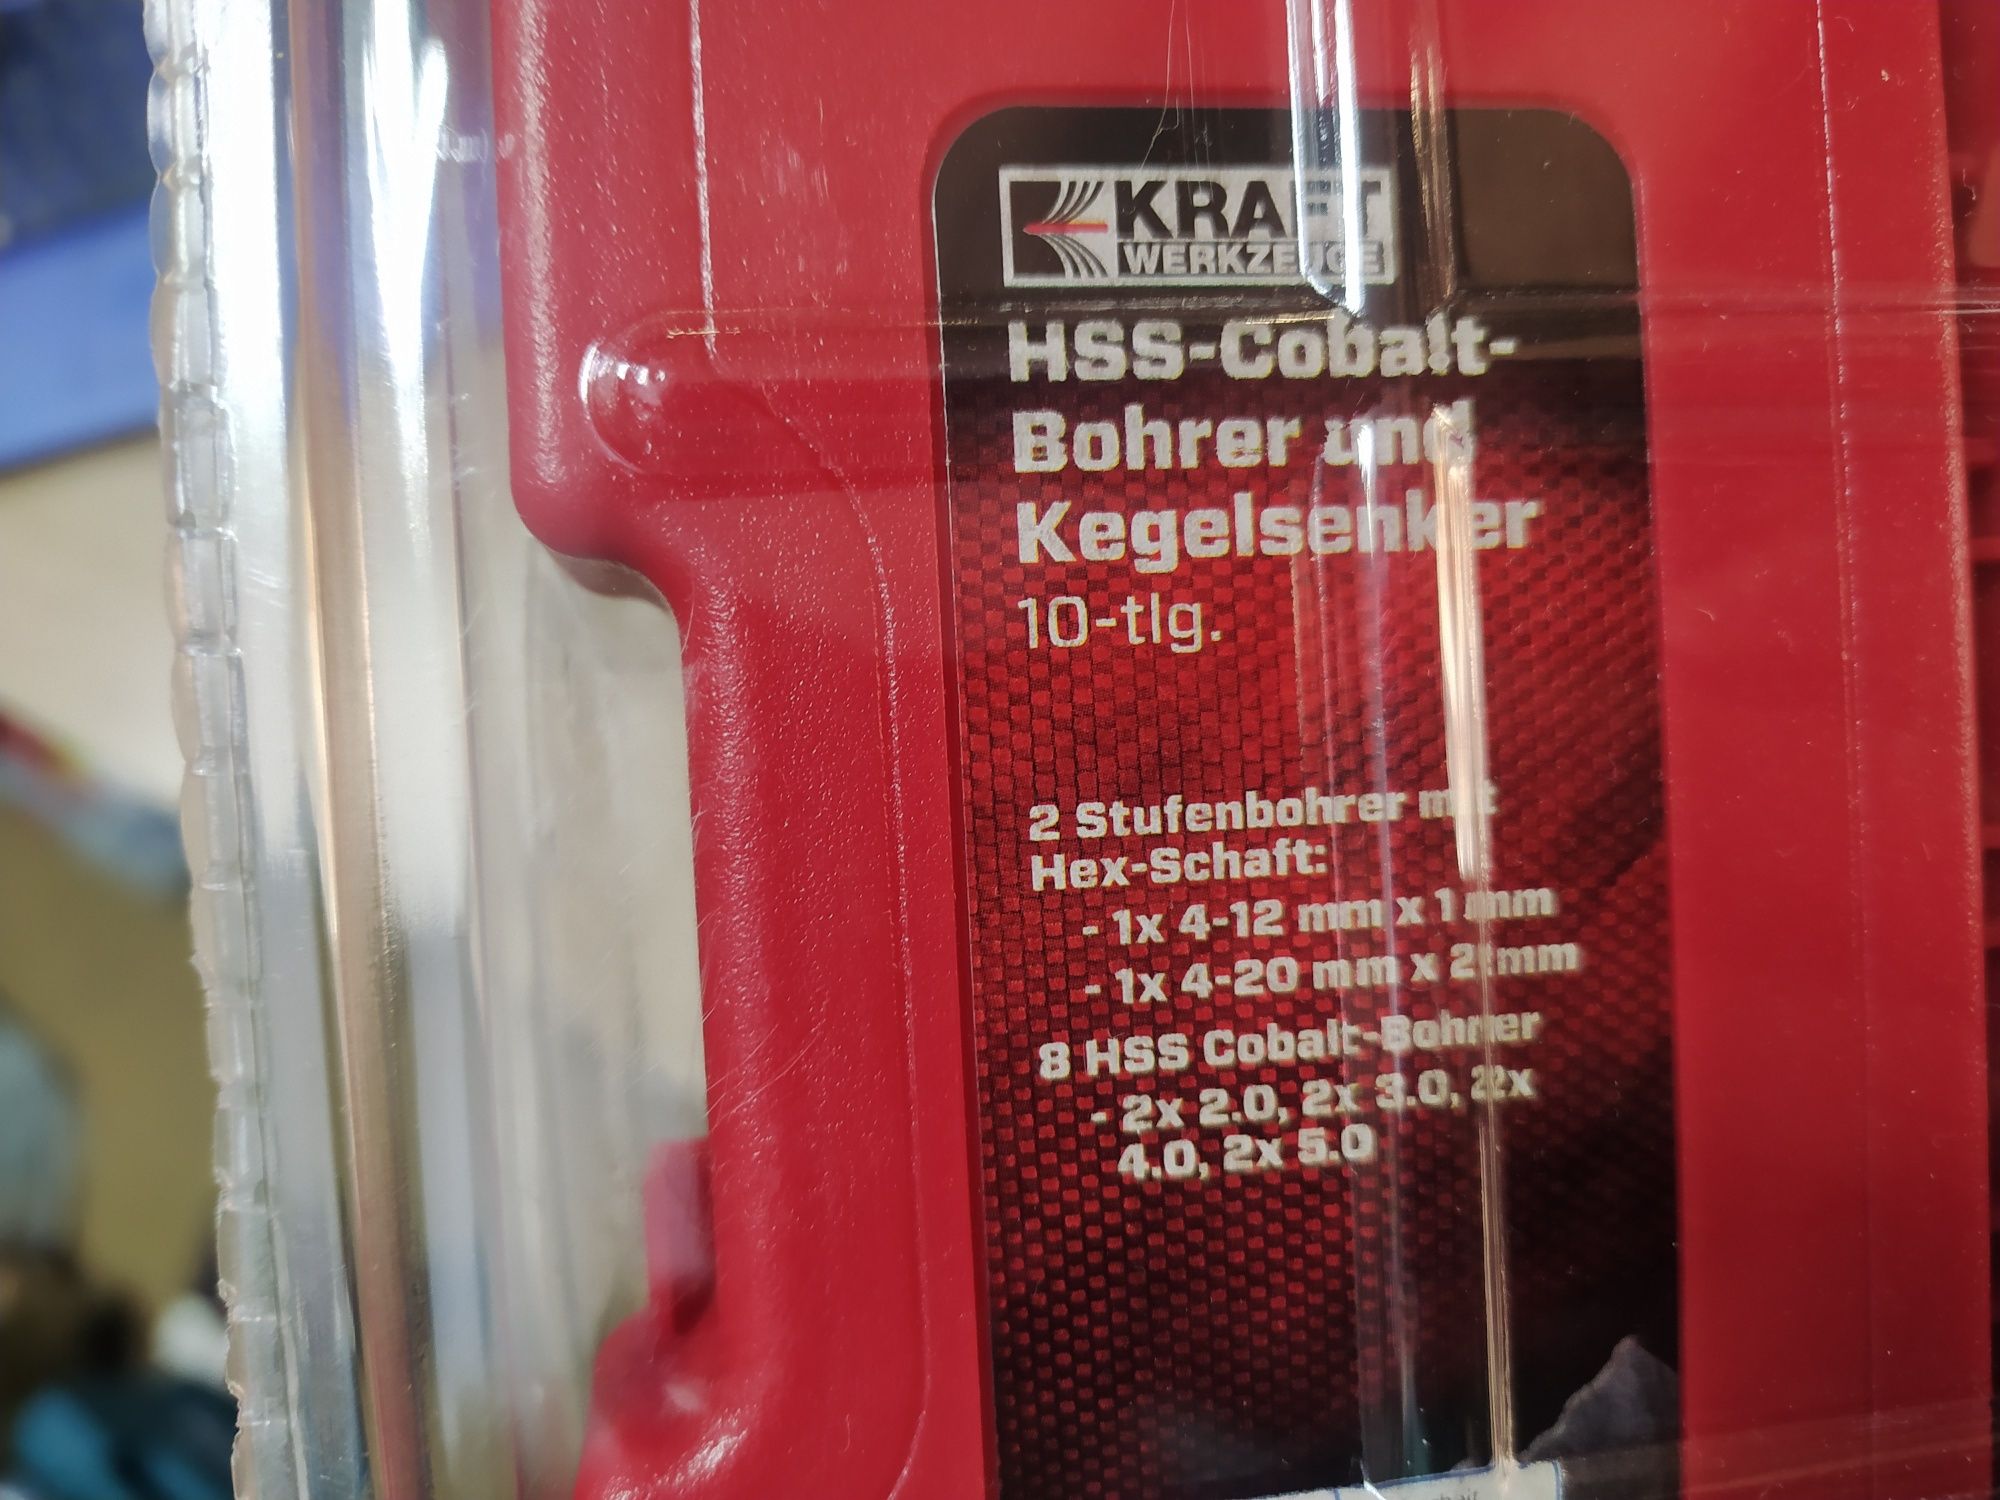 KRAFT
WERKZEUGE
HSS-Cobalt-
Bohrer und
Kegelsenker
10-tlg.
2 Stufenbohrer mit
Hex-Schaft:
- 1x 4-12 mm x 1 mm
- 1x 4-20 mm x 2 mm
8 HSS Cobalt-Bohrer
- 2x 2.0, 2x 3.0, 2x
4.0, 2x 5.0